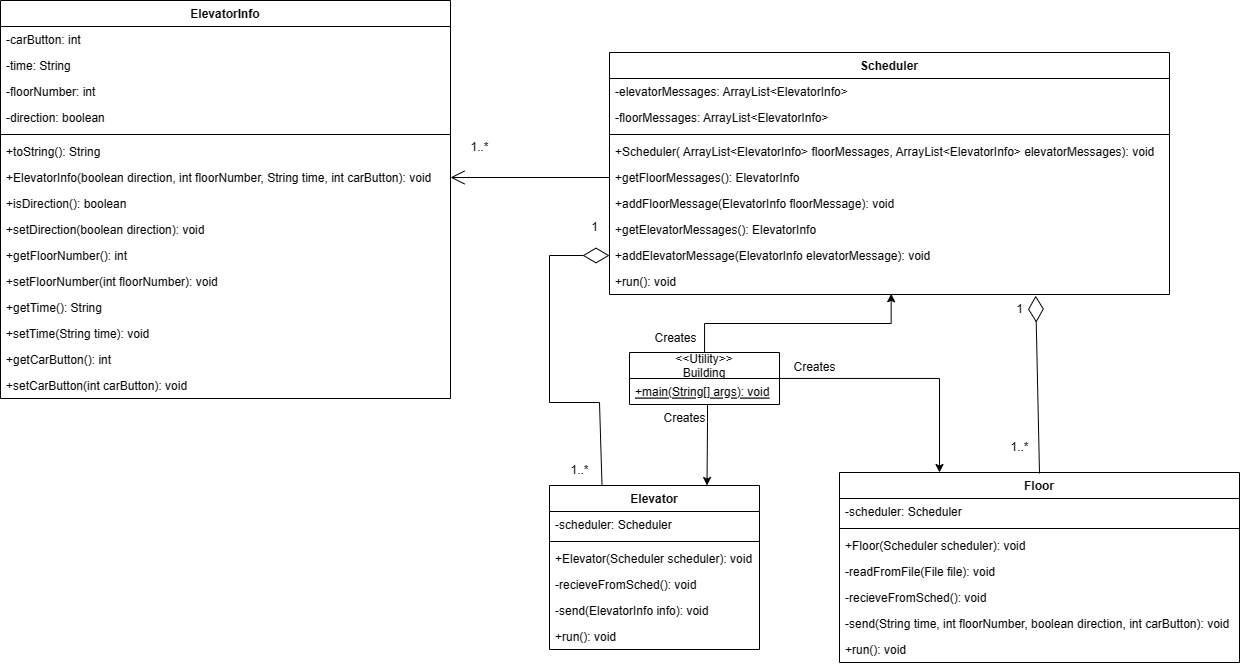 ElevatorInfo
-carButton: int
-time: String
-floorNumber: int
-direction: boolean
+toString(): String
+ElevatorInfo(boolean direction, int floorNumber, String time, int carButton): void
+isDirection(): boolean
+setDirection(boolean direction): void
+getFloorNumber(): int
+setFloorNumber(int floorNumber): void
+getTime(): String
+setTime(String time): void
+getCarButton(): int
+setCarButton(int carButton): void
1..*
Scheduler
-elevatorMessages: ArrayList<ElevatorInfo>
-floorMessages: ArrayList<ElevatorInfo>
+Scheduler( ArrayList<ElevatorInfo> floorMessages, ArrayList<ElevatorInfo> elevatorMessages): void
+getFloorMessages(): ElevatorInfo
+addFloorMessage(ElevatorInfo floorMessage): void
+getElevatorMessages(): ElevatorInfo
+addElevatorMessage(ElevatorInfo elevatorMessage): void
+run(): void
1
1
Creates
<<Utility>>
Building
+main(String[] args): void
Creates
Creates
1..*
1..*
Elevator
-scheduler: Scheduler
+Elevator(Scheduler scheduler): void
-recieveFromSched(): void
-send(ElevatorInfo info): void
+run(): void
Floor
-scheduler: Scheduler
+Floor(Scheduler scheduler): void
-readFromFile(File file): void
-recieveFromSched(): void
-send(String time, int floorNumber, boolean direction, int carButton): void
+run(): void